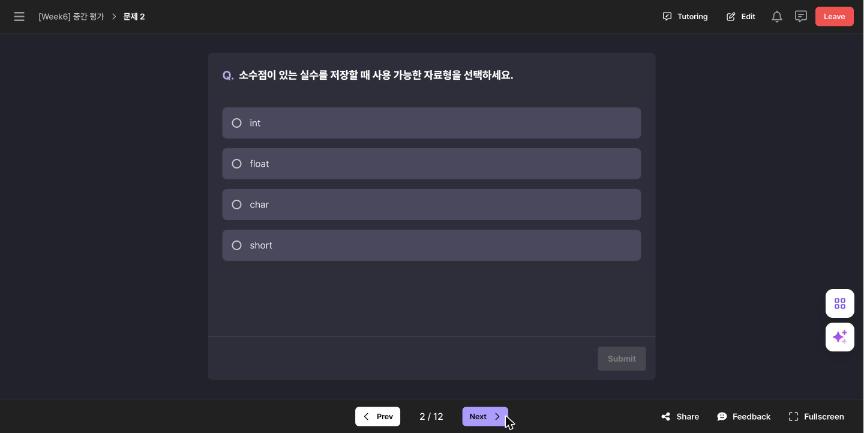 [Week6] 중간 평가 > 문제 2
Tutoring
Edit
Leave
Q. 소수점이 있는 실수를 저장할 때 사용 가능한 자료형을 선택하세요.
int
float
char
short
Submit
Prev
2 / 12
Next
Share
Feedback
Fullscreen